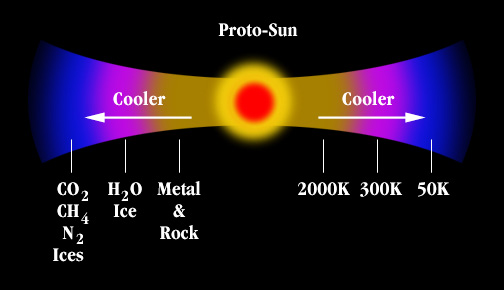 Proto-Sun
Cooler
Cooler
CO2
CH4
N2
Ices
H2O
Ice
Metal
&
Rock
2000K
300K
50K